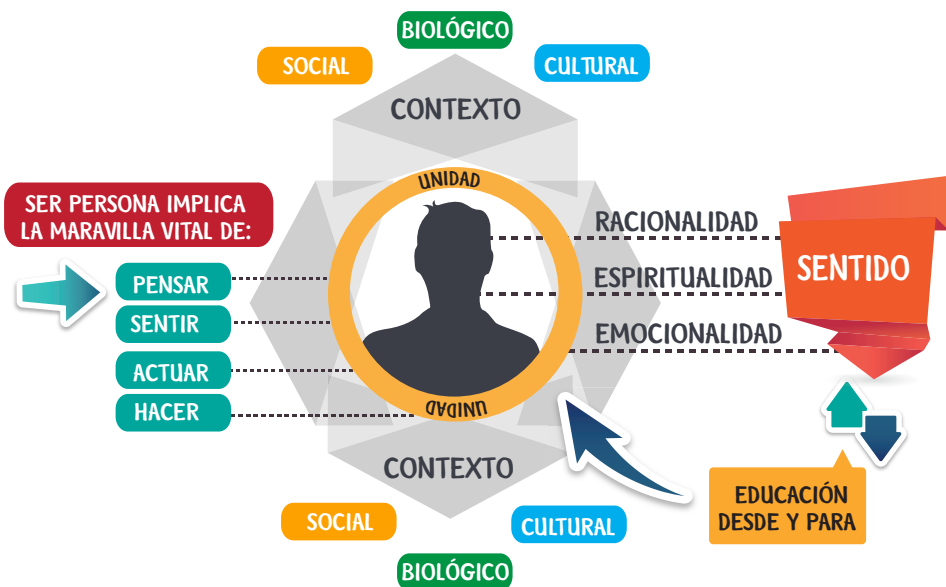 BIOLÓGICO
SOCIAL
CULTURAL
CONTEXTO
UNIDAD
SER PERSONA IMPLICA
LA MARAVILLA VITAL DE:
PENSAR
SENTIR
ACTUAR
HACER
RACIONALIDAD
ESPIRITUALIDAD
EMOCIONALIDAD
SENTIDO
UNIDAD
CONTEXTO
EDUCACIÓN
DESDE Y PARA
SOCIAL
CULTURAL
BIOLÓGICO